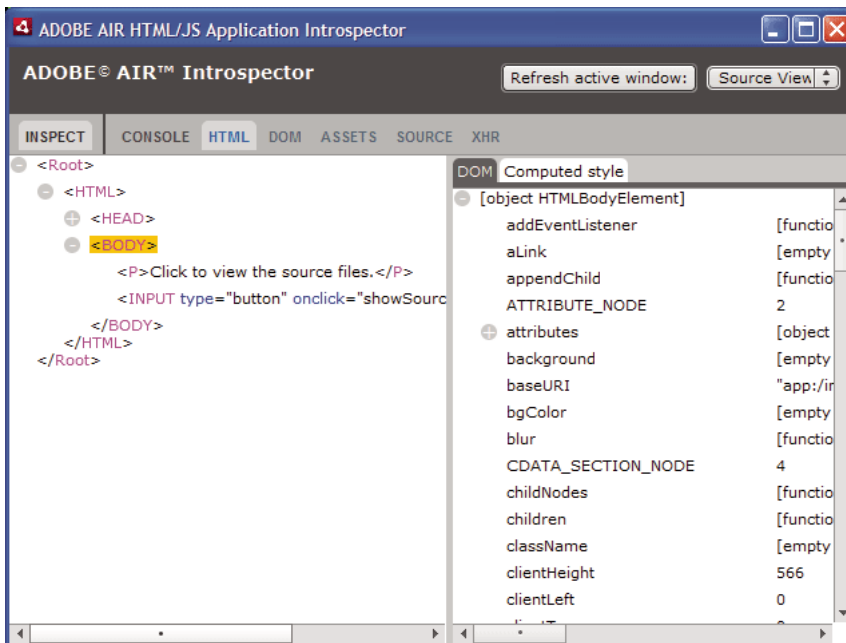 ADOBE AIR HTML/JS Application Introspector
ADOBE© AIR™ Introspector
Refresh active window:
Source View
INSPECT CONSOLE HTML DOM ASSETS SOURCE XHR
<Root>
<HTML>
<HEAD>
<BODY>
<P>Click to view the source files.</P>
<INPUT type="button" onclick="showSourc
</BODY>
</HTML>
</Root>
DOM Computed style
[object HTMLBodyElement]
addEventListener [functio
aLink [empty
appendChild [functio
ATTRIBUTE_NODE 2
attributes [object
background [empty
baseURI "app:/ir
bgColor [empty
blur [functio
CDATA_SECTION_NODE 4
childNodes [functio
children [functio
className [empty
clientHeight 566
clientLeft 0